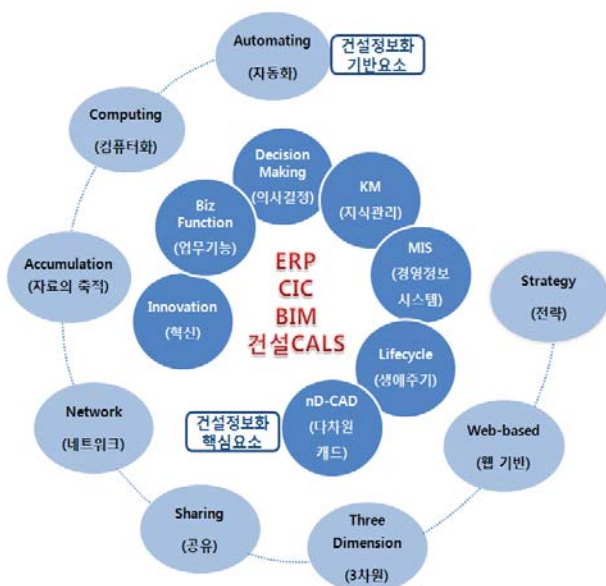 Automating
(자동화)
건설정보화
기반요소
Computing
(컴퓨터화)
Decision
Making
(의사결정)
KM
(지식관리)
Biz
Function
(업무기능)
MIS
(경영정보
시스템)
Accumulation
(자료의 축적)
Innovation
(혁신)
ERP
CIC
BIM
건설CALS
Strategy
(전략)
Lifecycle
(생애주기)
nD-CAD
(다차원
캐드)
건설정보화
핵심요소
Network
(네트워크)
Web-based
(웹 기반)
Sharing
(공유)
Three
Dimension
(3차원)